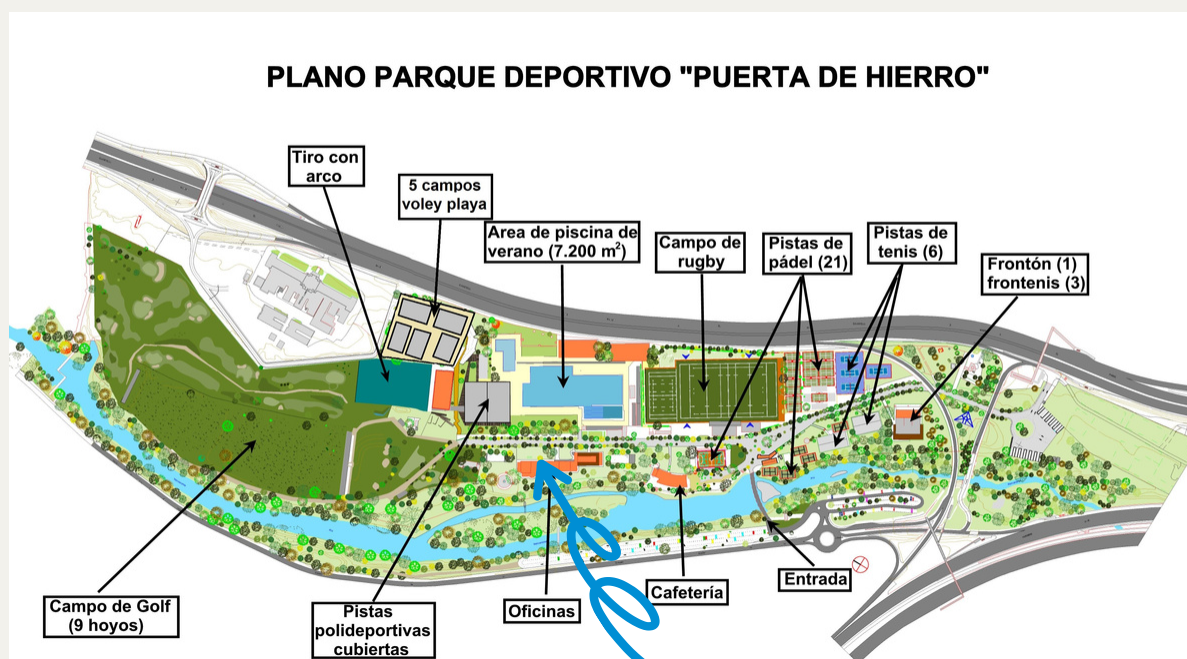 PLANO PARQUE DEPORTIVO "PUERTA DE HIERRO"
Tiro con
arco
5 campos
voley playa
Area de piscina de
verano (7.200 m²)
Campo de
rugby
Pistas de
pádel (21)
Pistas de
tenis (6)
Frontón (1)
frontenis (3)
Campo de Golf
(9 hoyos)
Pistas
polideportivas
cubiertas
Oficinas
Cafetería
Entrada